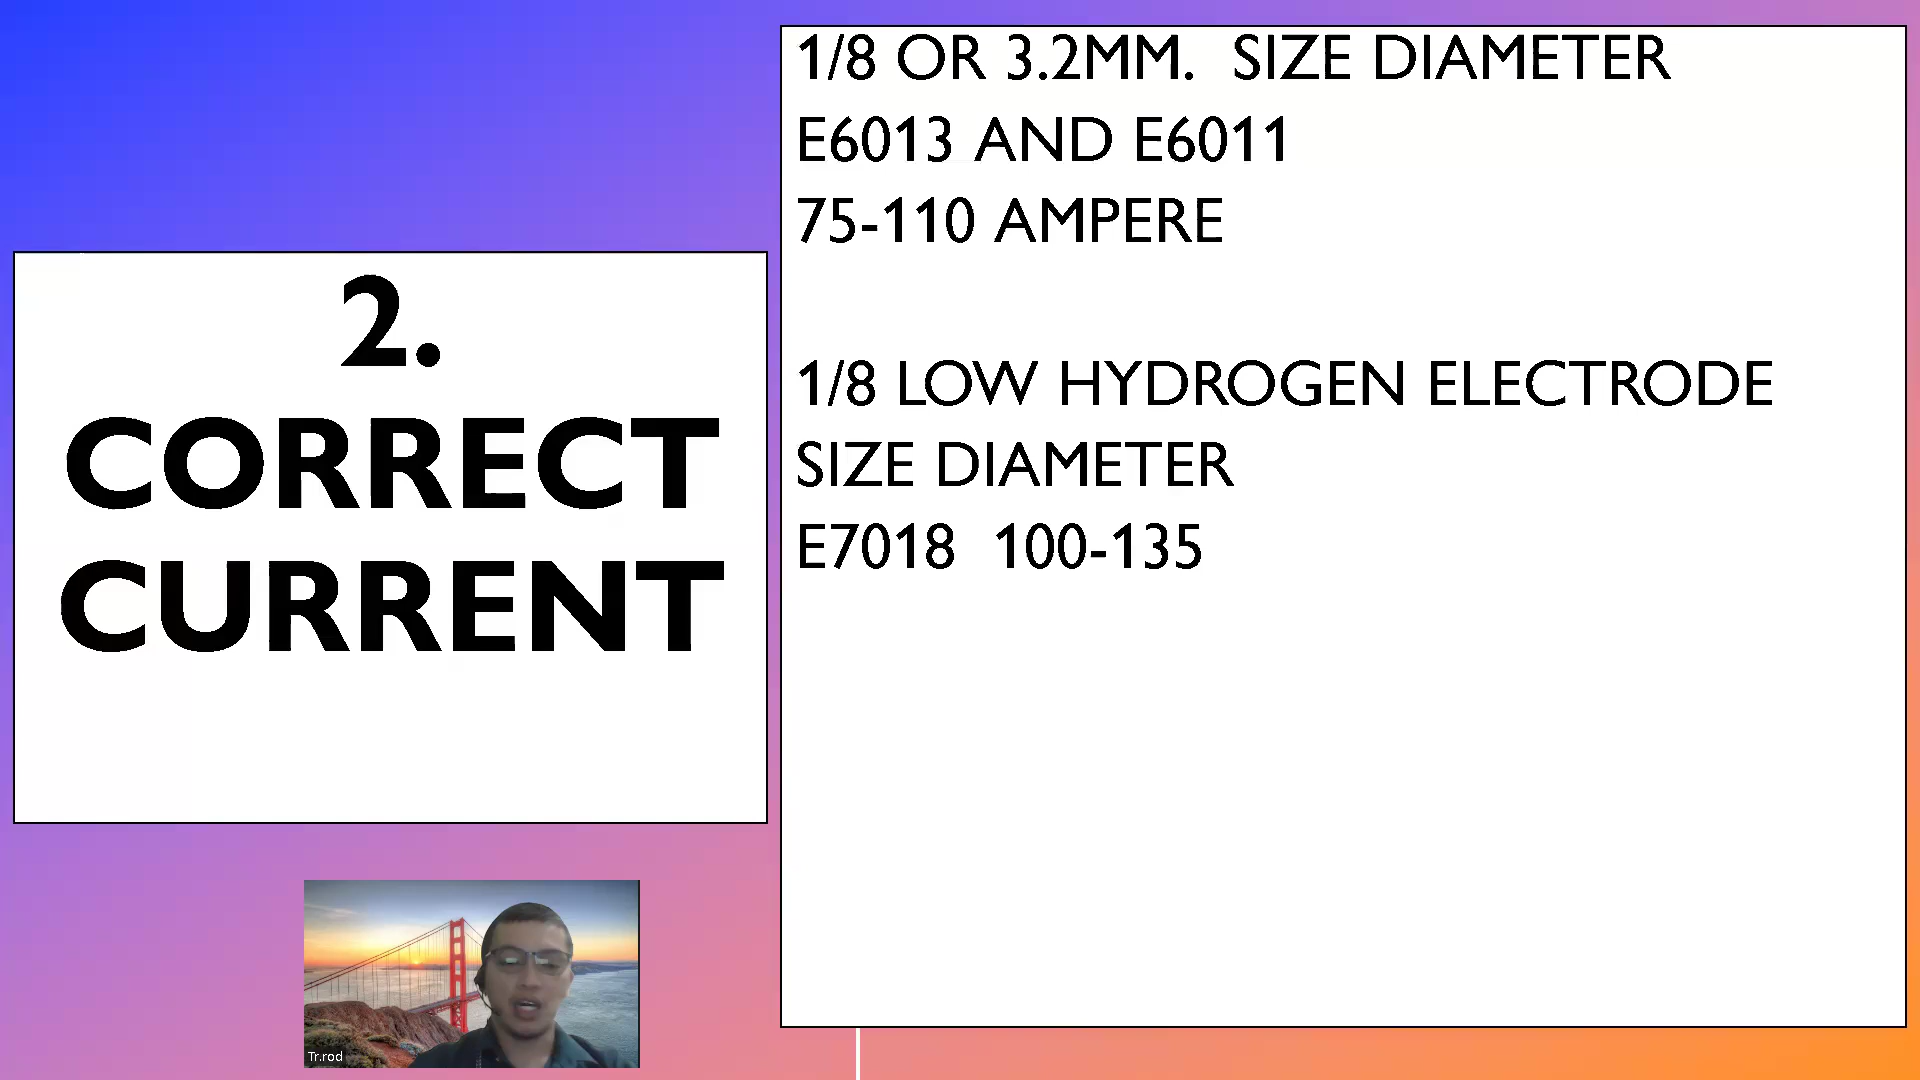 2.
CORRECT
CURRENT
1/8 OR 3.2MM. SIZE DIAMETER
E6013 AND E6011
75-110 AMPERE
1/8 LOW HYDROGEN ELECTRODE
SIZE DIAMETER
E7018 100-135
Tr.rod